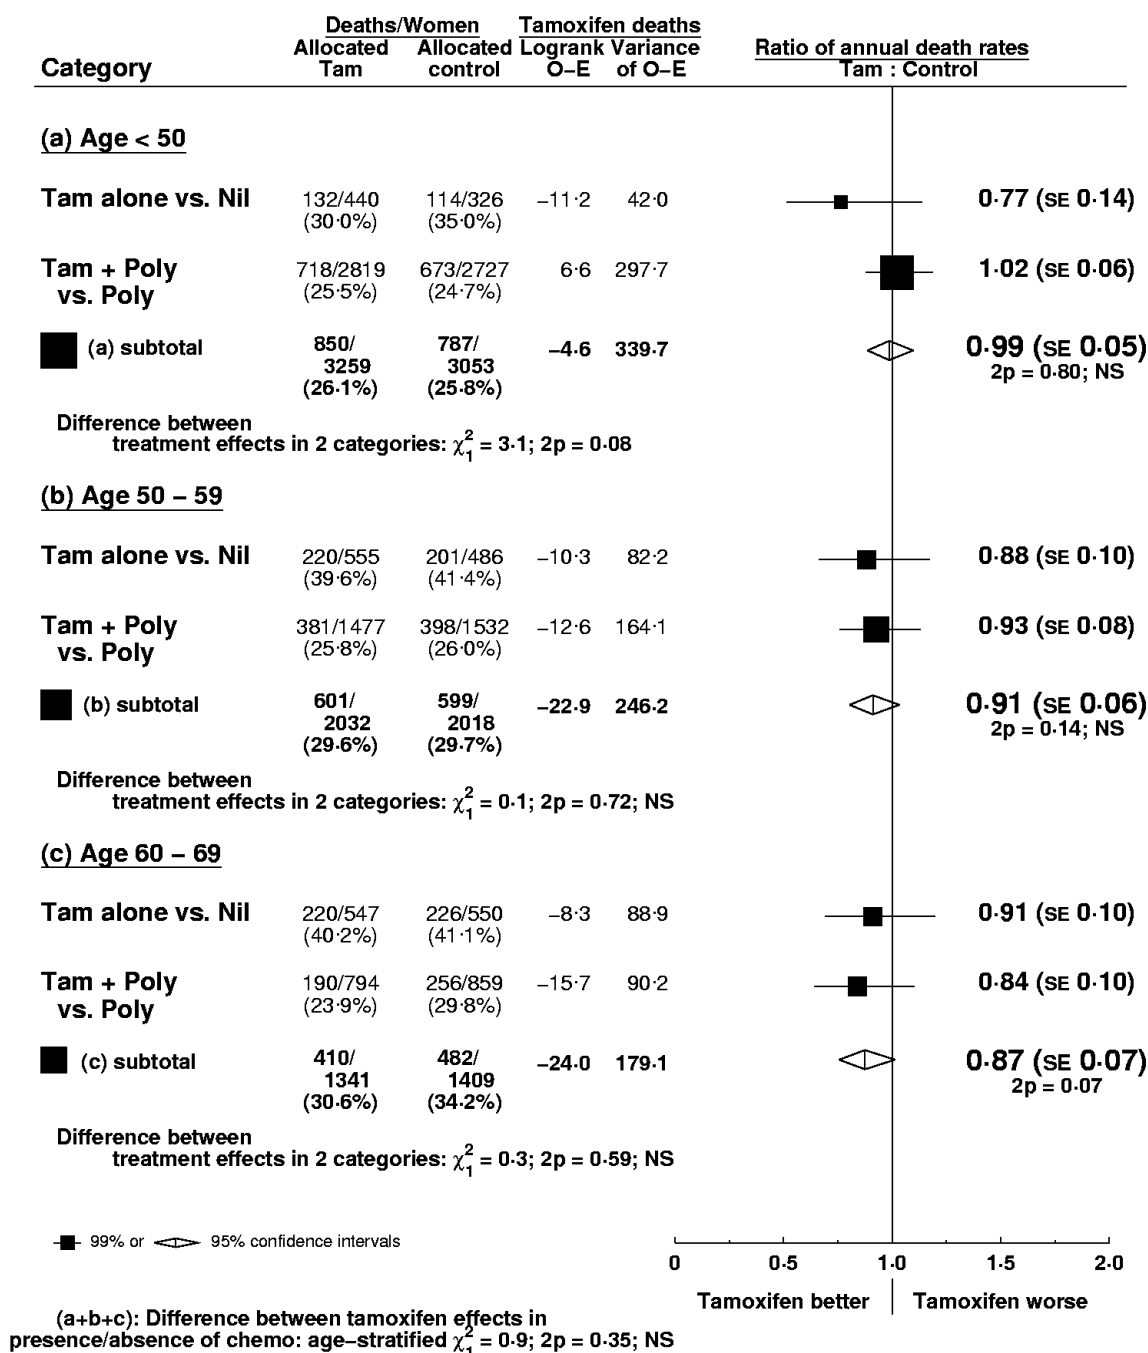 Deaths/Women Tamoxifen deaths
Allocated Allocated Logrank Variance Ratio of annual death rates
Category Tam control O–E of O–E Tam : Control
(a) Age < 50
Tam alone vs. Nil 132/440 114/326 –11·2 42·0 0·77 (SE 0·14)
(30·0%) (35·0%)
Tam + Poly 718/2819 673/2727 6·6 297·7 1·02 (SE 0·06)
vs. Poly (25·5%) (24·7%)
(a) subtotal 850/ 787/ –4·6 339·7 0·99 (SE 0·05)
3259 3053 2p = 0·80; NS
(26·1%) (25·8%)
Difference between
treatment effects in 2 categories: χ²₁ = 3·1; 2p = 0·08
(b) Age 50 – 59
Tam alone vs. Nil 220/555 201/486 –10·3 82·2 0·88 (SE 0·10)
(39·6%) (41·4%)
Tam + Poly 381/1477 398/1532 –12·6 164·1 0·93 (SE 0·08)
vs. Poly (25·8%) (26·0%)
(b) subtotal 601/ 599/ –22·9 246·2 0·91 (SE 0·06)
2032 2018 2p = 0·14; NS
(29·6%) (29·7%)
Difference between
treatment effects in 2 categories: χ²₁ = 0·1; 2p = 0·72; NS
(c) Age 60 – 69
Tam alone vs. Nil 220/547 226/550 –8·3 88·9 0·91 (SE 0·10)
(40·2%) (41·1%)
Tam + Poly 190/794 256/859 –15·7 90·2 0·84 (SE 0·10)
vs. Poly (23·9%) (29·8%)
(c) subtotal 410/ 482/ –24·0 179·1 0·87 (SE 0·07)
1341 1409 2p = 0·07
(30·6%) (34·2%)
Difference between
treatment effects in 2 categories: χ²₁ = 0·3; 2p = 0·59; NS
99% or 95% confidence intervals
0 0·5 1·0 1·5 2·0
Tamoxifen better Tamoxifen worse
(a+b+c): Difference between tamoxifen effects in
presence/absence of chemo: age–stratified χ²₁ = 0·9; 2p = 0·35; NS